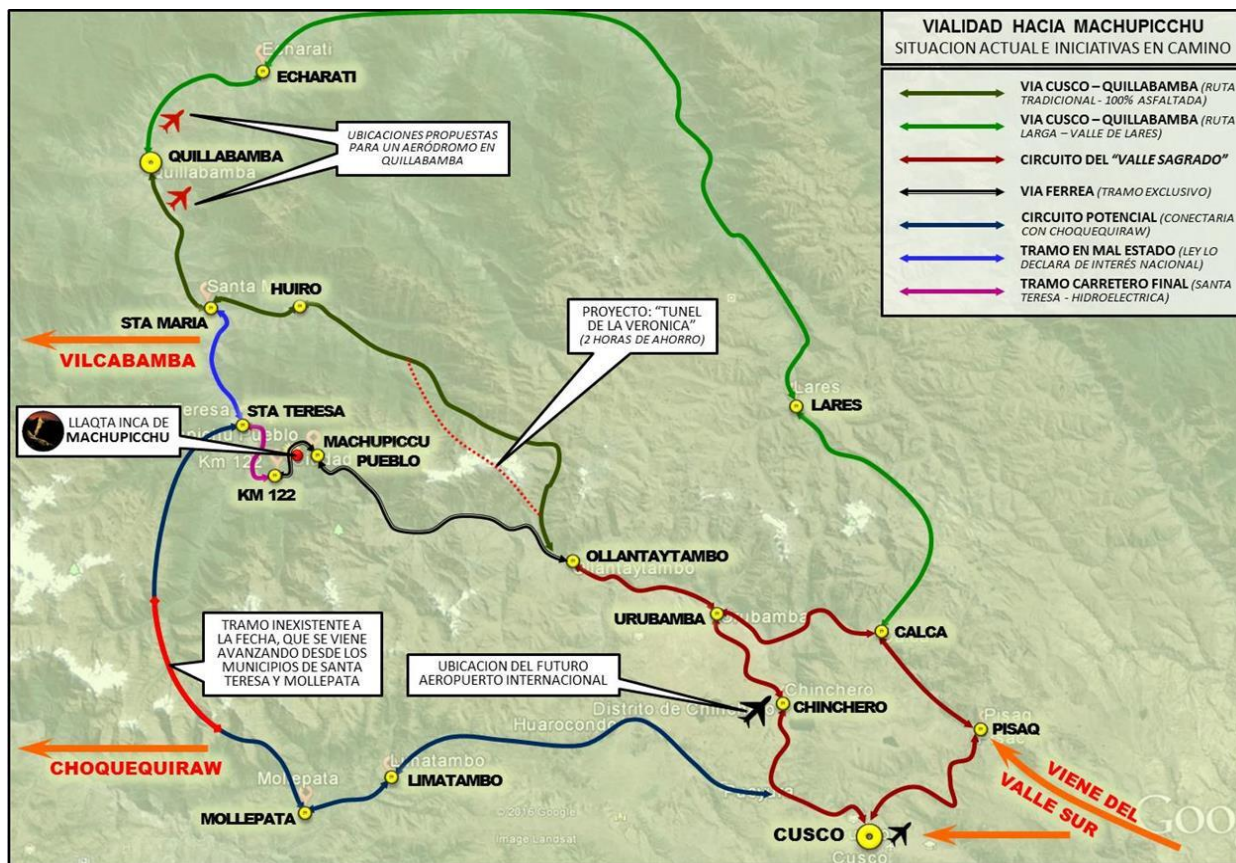 VIALIDAD HACIA MACHUPICCHU
SITUACION ACTUAL E INICIATIVAS EN CAMINO
VIA CUSCO – QUILLABAMBA (RUTA
TRADICIONAL - 100% ASFALTADA)
VIA CUSCO – QUILLABAMBA (RUTA
LARGA – VALLE DE LARES)
CIRCUITO DEL "VALLE SAGRADO"
VIA FERREA (TRAMO EXCLUSIVO)
CIRCUITO POTENCIAL (CONECTARIA
CON CHOQUEQUIRAW)
TRAMO EN MAL ESTADO (LEY LO
DECLARA DE INTERÉS NACIONAL)
TRAMO CARRETERO FINAL (SANTA
TERESA - HIDROELECTRICA)
Echarati
ECHARATI
UBICACIONES PROPUESTAS
PARA UN AERÓDROMO EN
QUILLABAMBA
QUILLABAMBA
Quillabamba
Santa M
HUIRO
STA MARIA
VILCABAMBA
PROYECTO: "TUNEL
DE LA VERONICA"
(2 HORAS DE AHORRO)
Lares
LARES
Teresa
STA TERESA
LLAQTA INCA DE
MACHUPICCHU
Pueblo
MACHUPICCU
PUEBLO
Km 122
KM 122
OLLANTAYTAMBO
Ollantaytambo
URUBAMBA
Urubamba
CALCA
TRAMO INEXISTENTE A
LA FECHA, QUE SE VIENE
AVANZANDO DESDE LOS
MUNICIPIOS DE SANTA
TERESA Y MOLLEPATA
UBICACION DEL FUTURO
AEROPUERTO INTERNACIONAL
Chinchero
Distrito de Chinchero
CHINCHERO
Huarocondo
Pisaq
PISAQ
CHOQUEQUIRAW
Limatambo
LIMATAMBO
Mollepata
MOLLEPATA
VIENE DEL
VALLE SUR
CUSCO
Cusco
© 2016 Google
Image Landsat
Goo